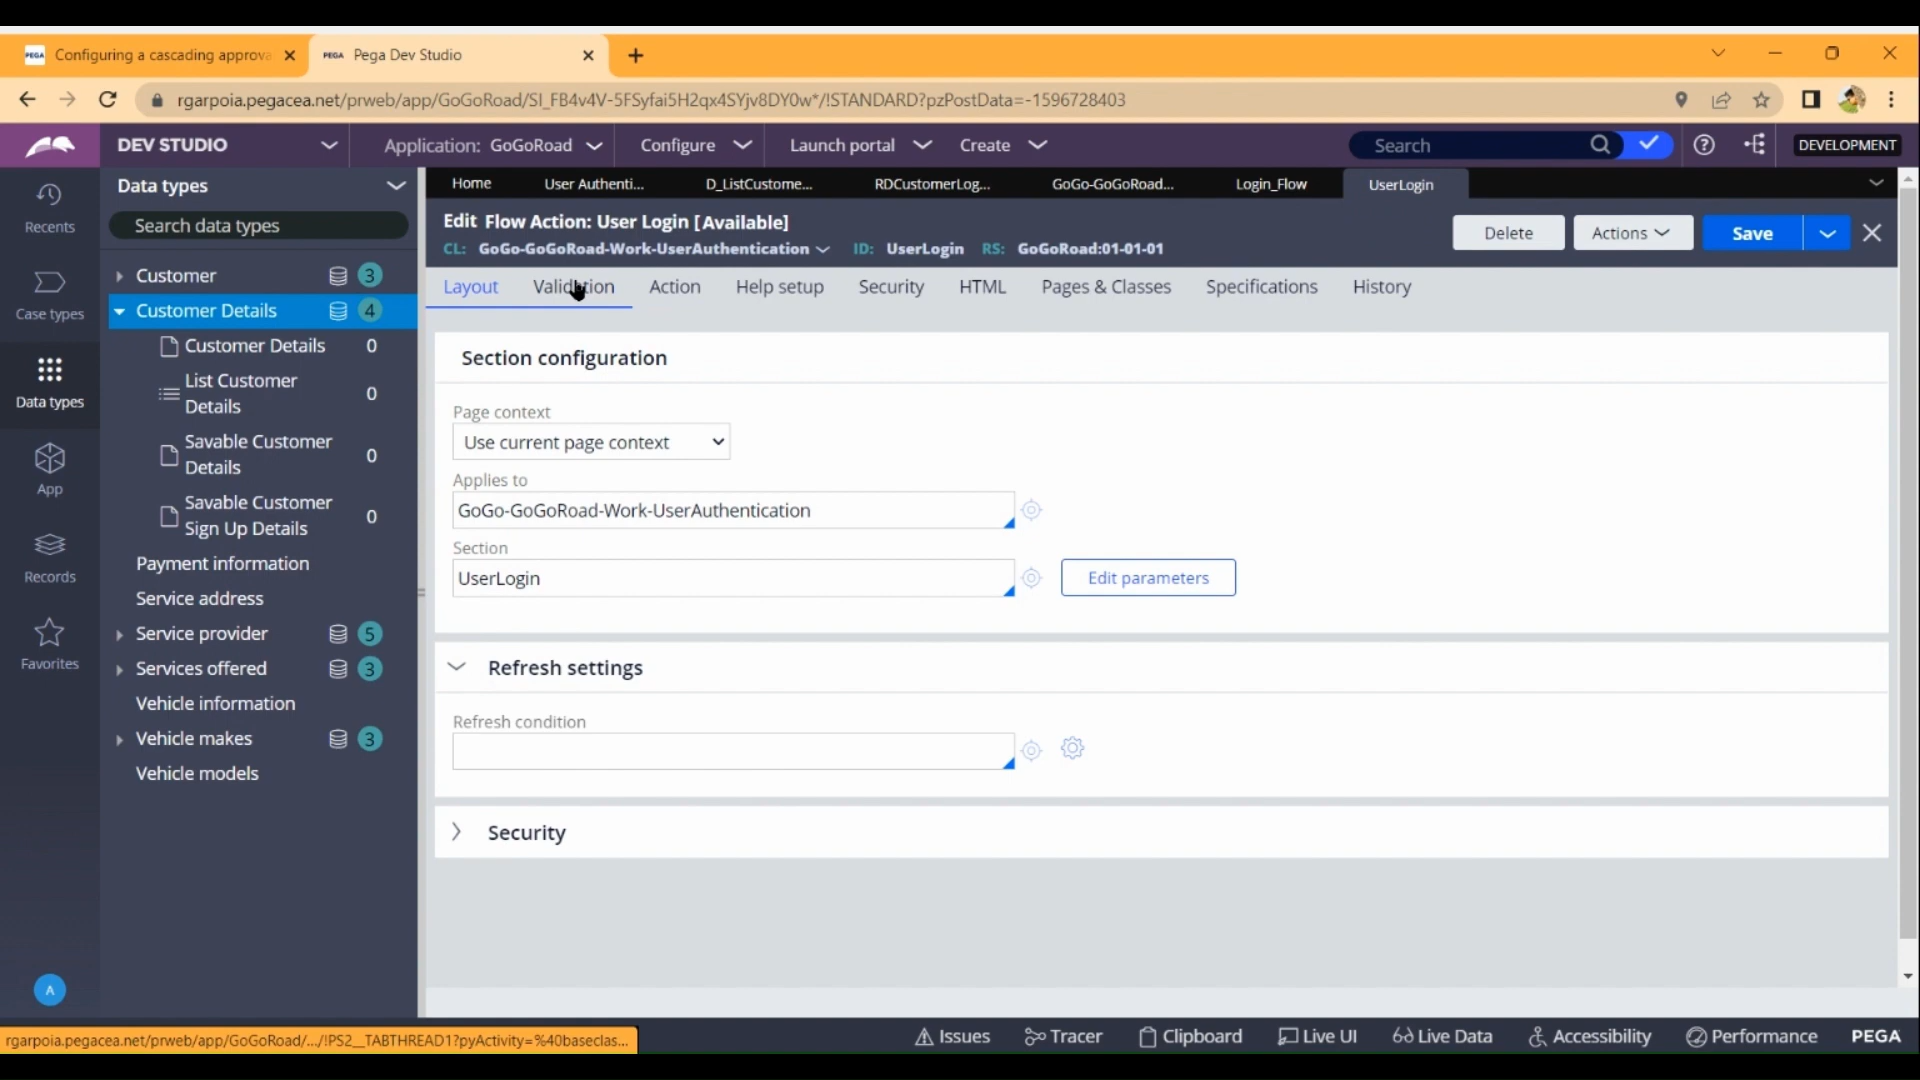 PEGA Configuring a cascading approva
PEGA Pega Dev Studio
rgarpoia.pegacea.net/prweb/app/GoGoRoad/SI_FB4v4V-5FSyfai5H2qx4SYjv8DY0w*/!STANDARD?pzPostData=-1596728403
DEV STUDIO
Application: GoGoRoad
Configure
Launch portal
Create
Search
DEVELOPMENT
Recents
Case types
Data types
App
Records
Favorites
A
Data types
Search data types
Customer 3
Customer Details 4
Customer Details 0
List Customer
Details 0
Savable Customer
Details 0
Savable Customer
Sign Up Details 0
Payment information
Service address
Service provider 5
Services offered 3
Vehicle information
Vehicle makes 3
Vehicle models
Home
User Authenti...
D_ListCustome...
RDCustomerLog...
GoGo-GoGoRoad...
Login_Flow
UserLogin
Edit Flow Action: User Login [Available]
CL: GoGo-GoGoRoad-Work-UserAuthentication ID: UserLogin RS: GoGoRoad:01-01-01
Delete
Actions
Save
Layout
Validation
Action
Help setup
Security
HTML
Pages & Classes
Specifications
History
Section configuration
Page context
Use current page context
Applies to
GoGo-GoGoRoad-Work-UserAuthentication
Section
UserLogin
Edit parameters
Refresh settings
Refresh condition
Security
rgarpoia.pegacea.net/prweb/app/GoGoRoad/.../!PS2__TABTHREAD1?pyActivity=%40baseclas...
Issues
Tracer
Clipboard
Live UI
Live Data
Accessibility
Performance
PEGA